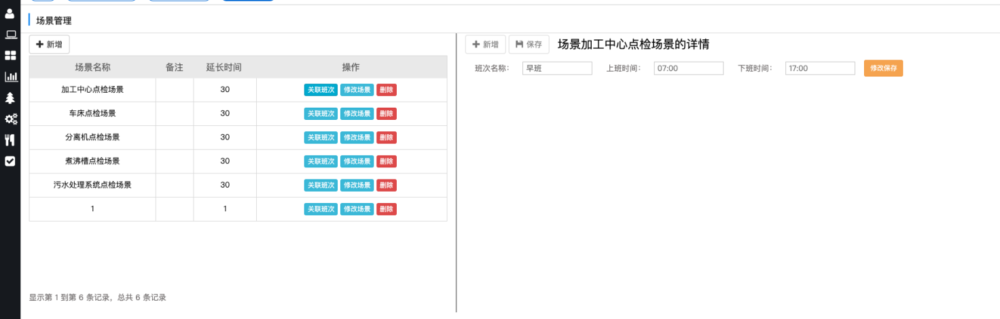 场景管理
新增
场景名称 备注 延长时间 操作
加工中心点检场景 30 关联班次 修改场景 删除
车床点检场景 30 关联班次 修改场景 删除
分离机点检场景 30 关联班次 修改场景 删除
煮沸槽点检场景 30 关联班次 修改场景 删除
污水处理系统点检场景 30 关联班次 修改场景 删除
1 1 关联班次 修改场景 删除
显示第 1 到第 6 条记录，总共 6 条记录
新增 保存 场景加工中心点检场景的详情
班次名称： 早班 上班时间： 07:00 下班时间： 17:00 修改保存